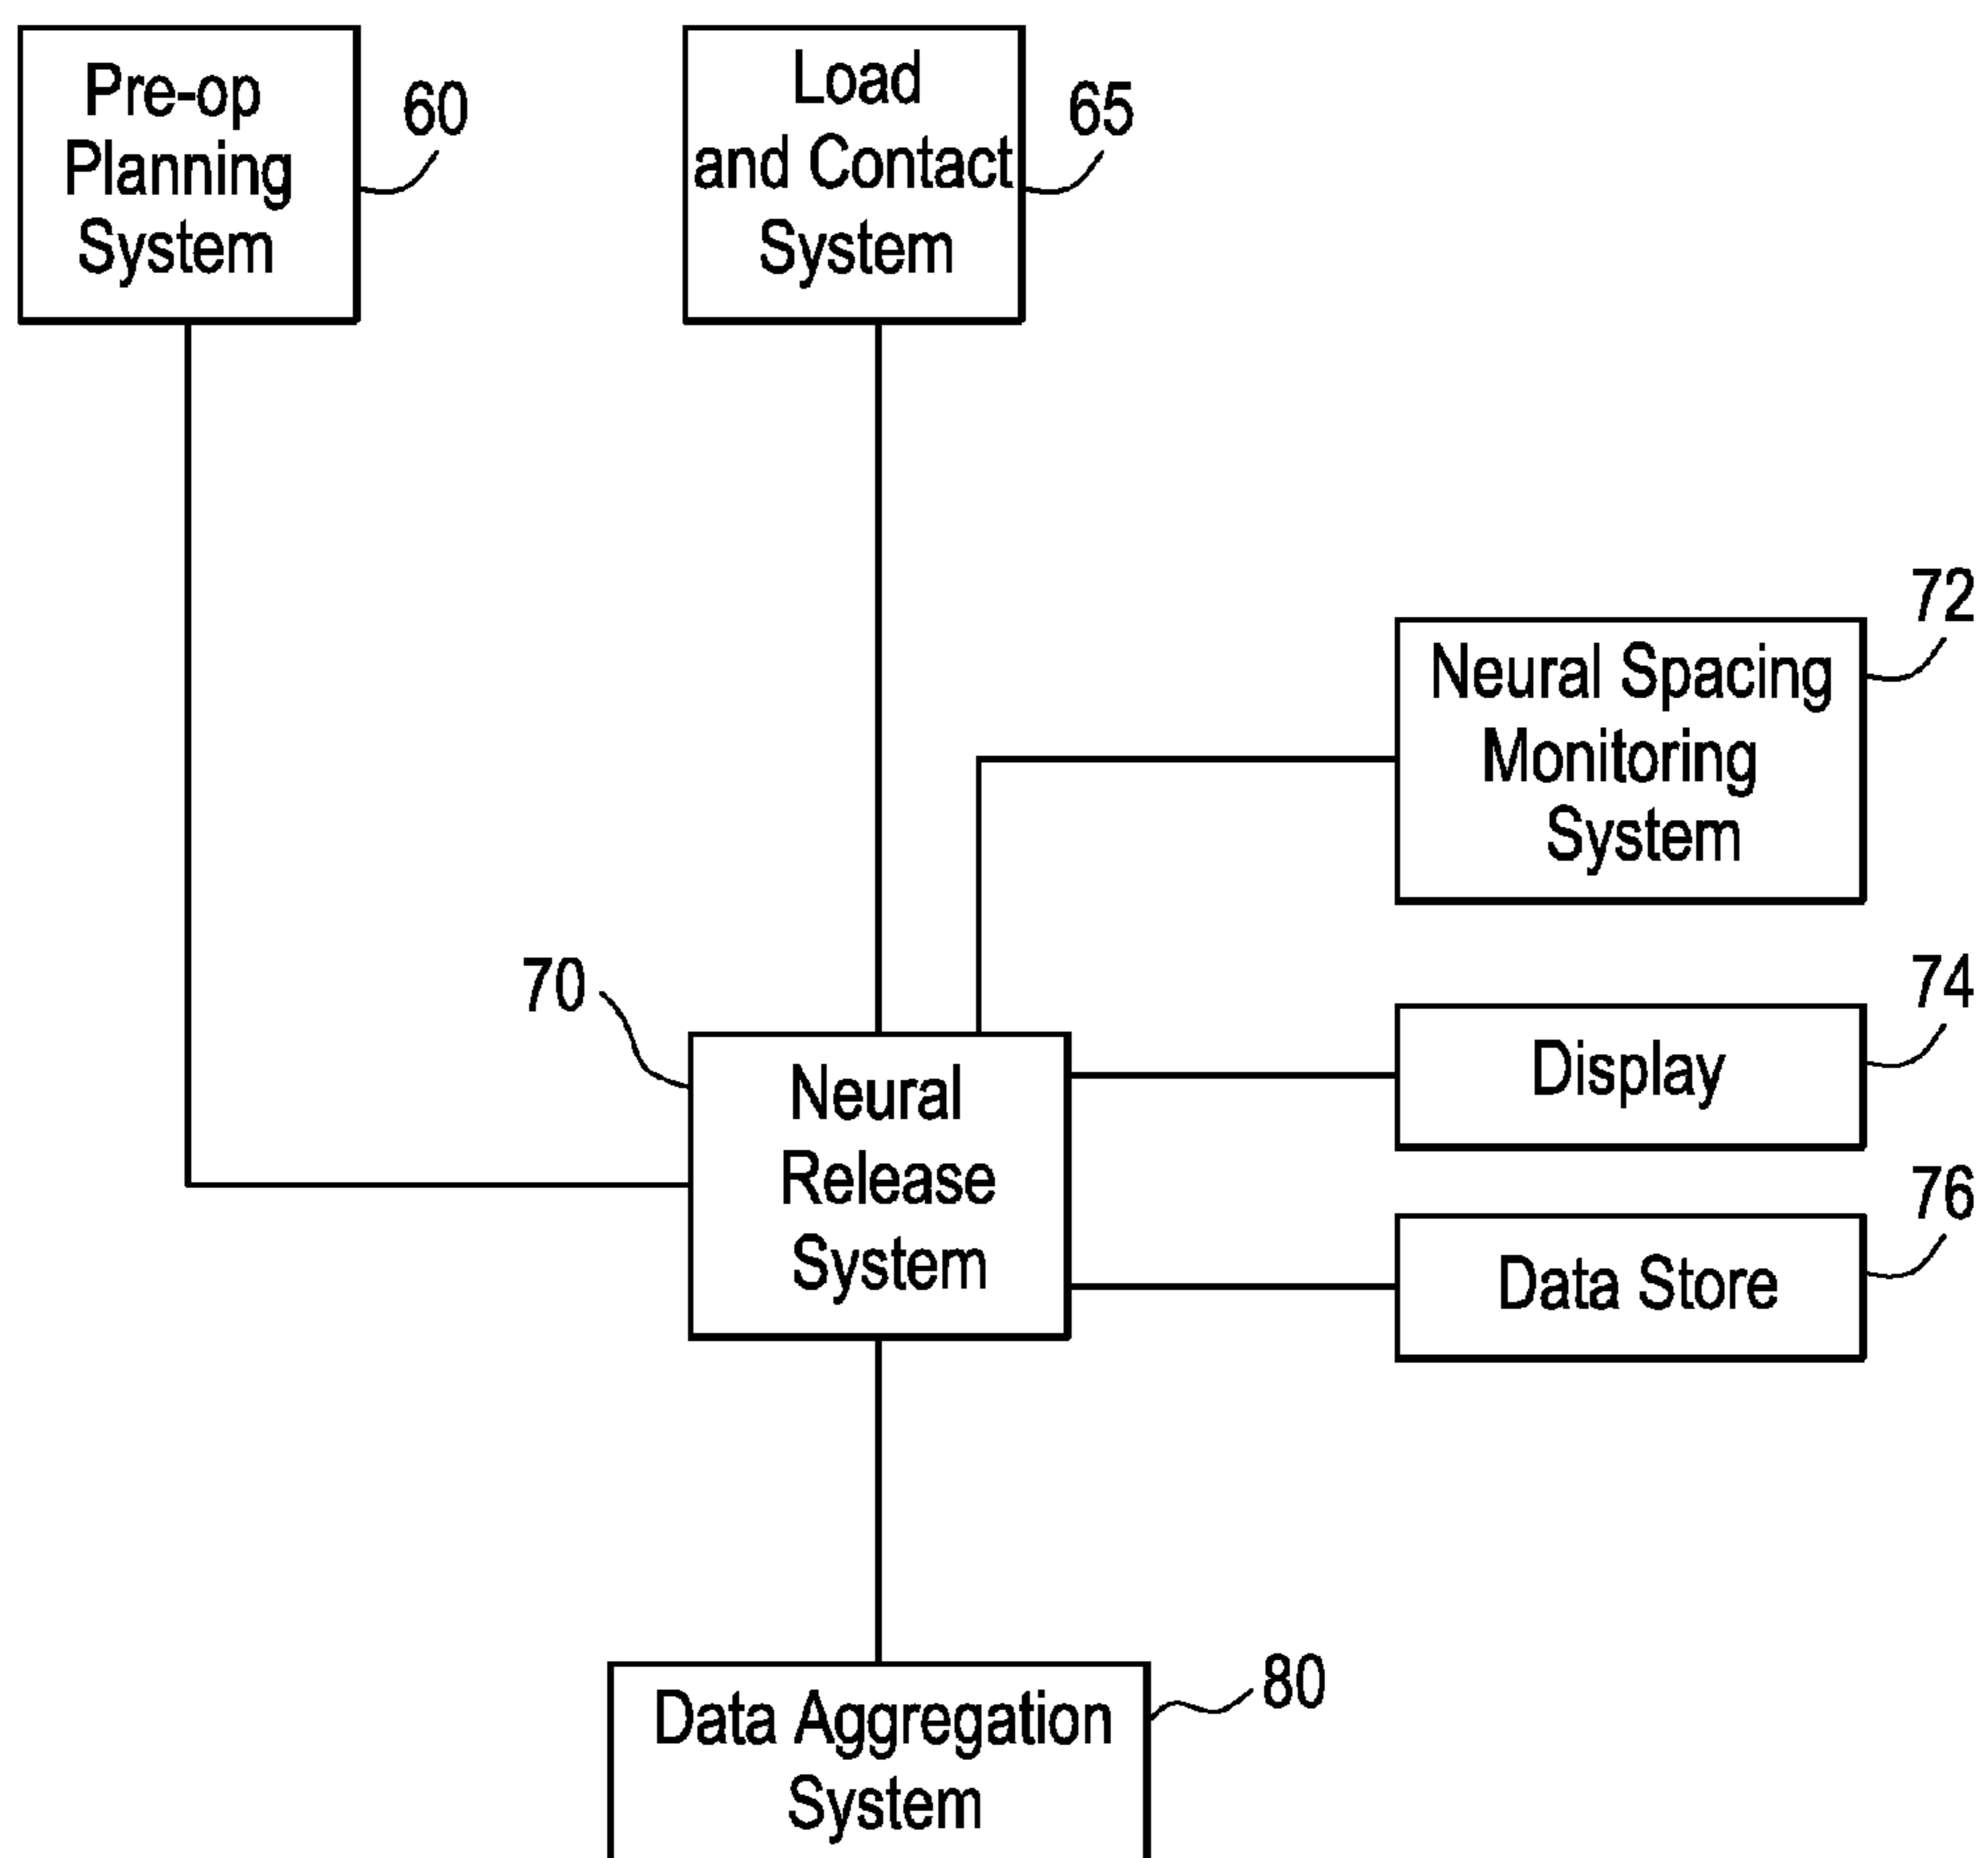 Pre-op
Planning
System
60
Load
and Contact
System
65
72
Neural Spacing
Monitoring
System
70
Neural
Release
System
74
Display
76
Data Store
80
Data Aggregation
System